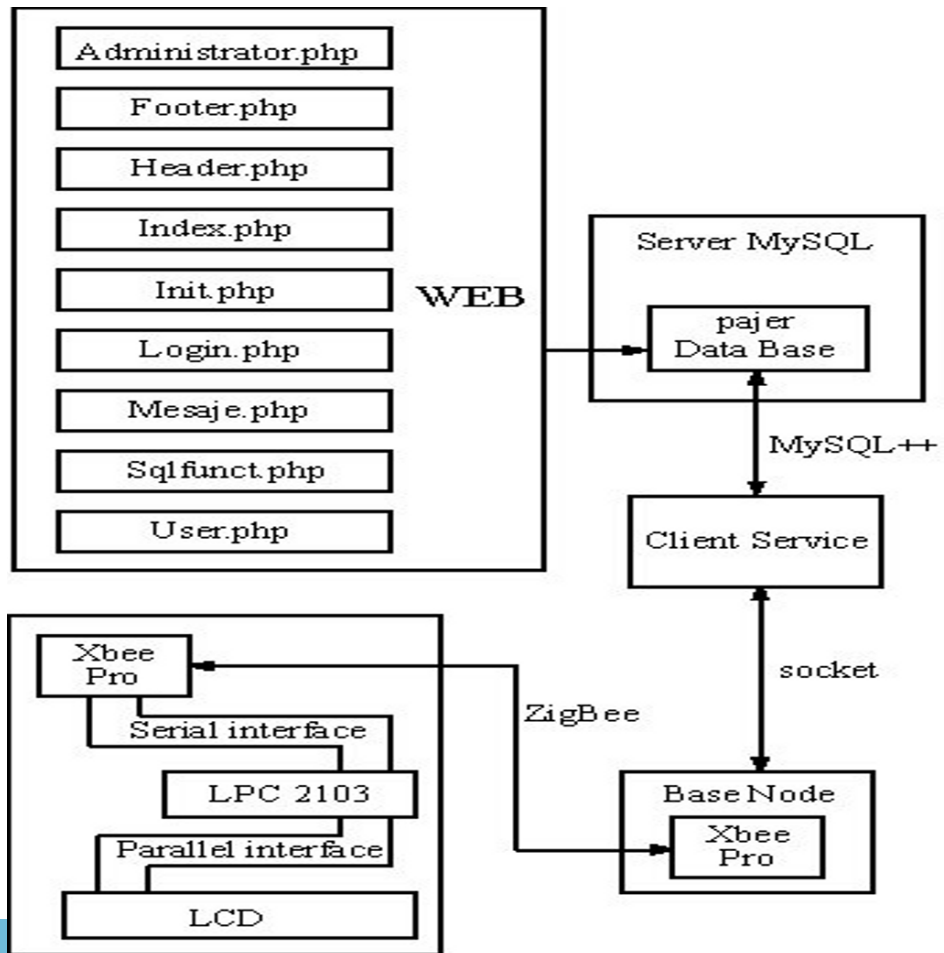 Administrator.php
Footer.php
Header.php
Index.php
Init.php
Login.php
Mesaje.php
Sqlfunct.php
User.php
WEB
Server MySQL
pajer
Data Base
MySQL++
Client Service
socket
Base Node
Xbee
Pro
ZigBee
Xbee
Pro
Serial interface
LPC 2103
Parallel interface
LCD